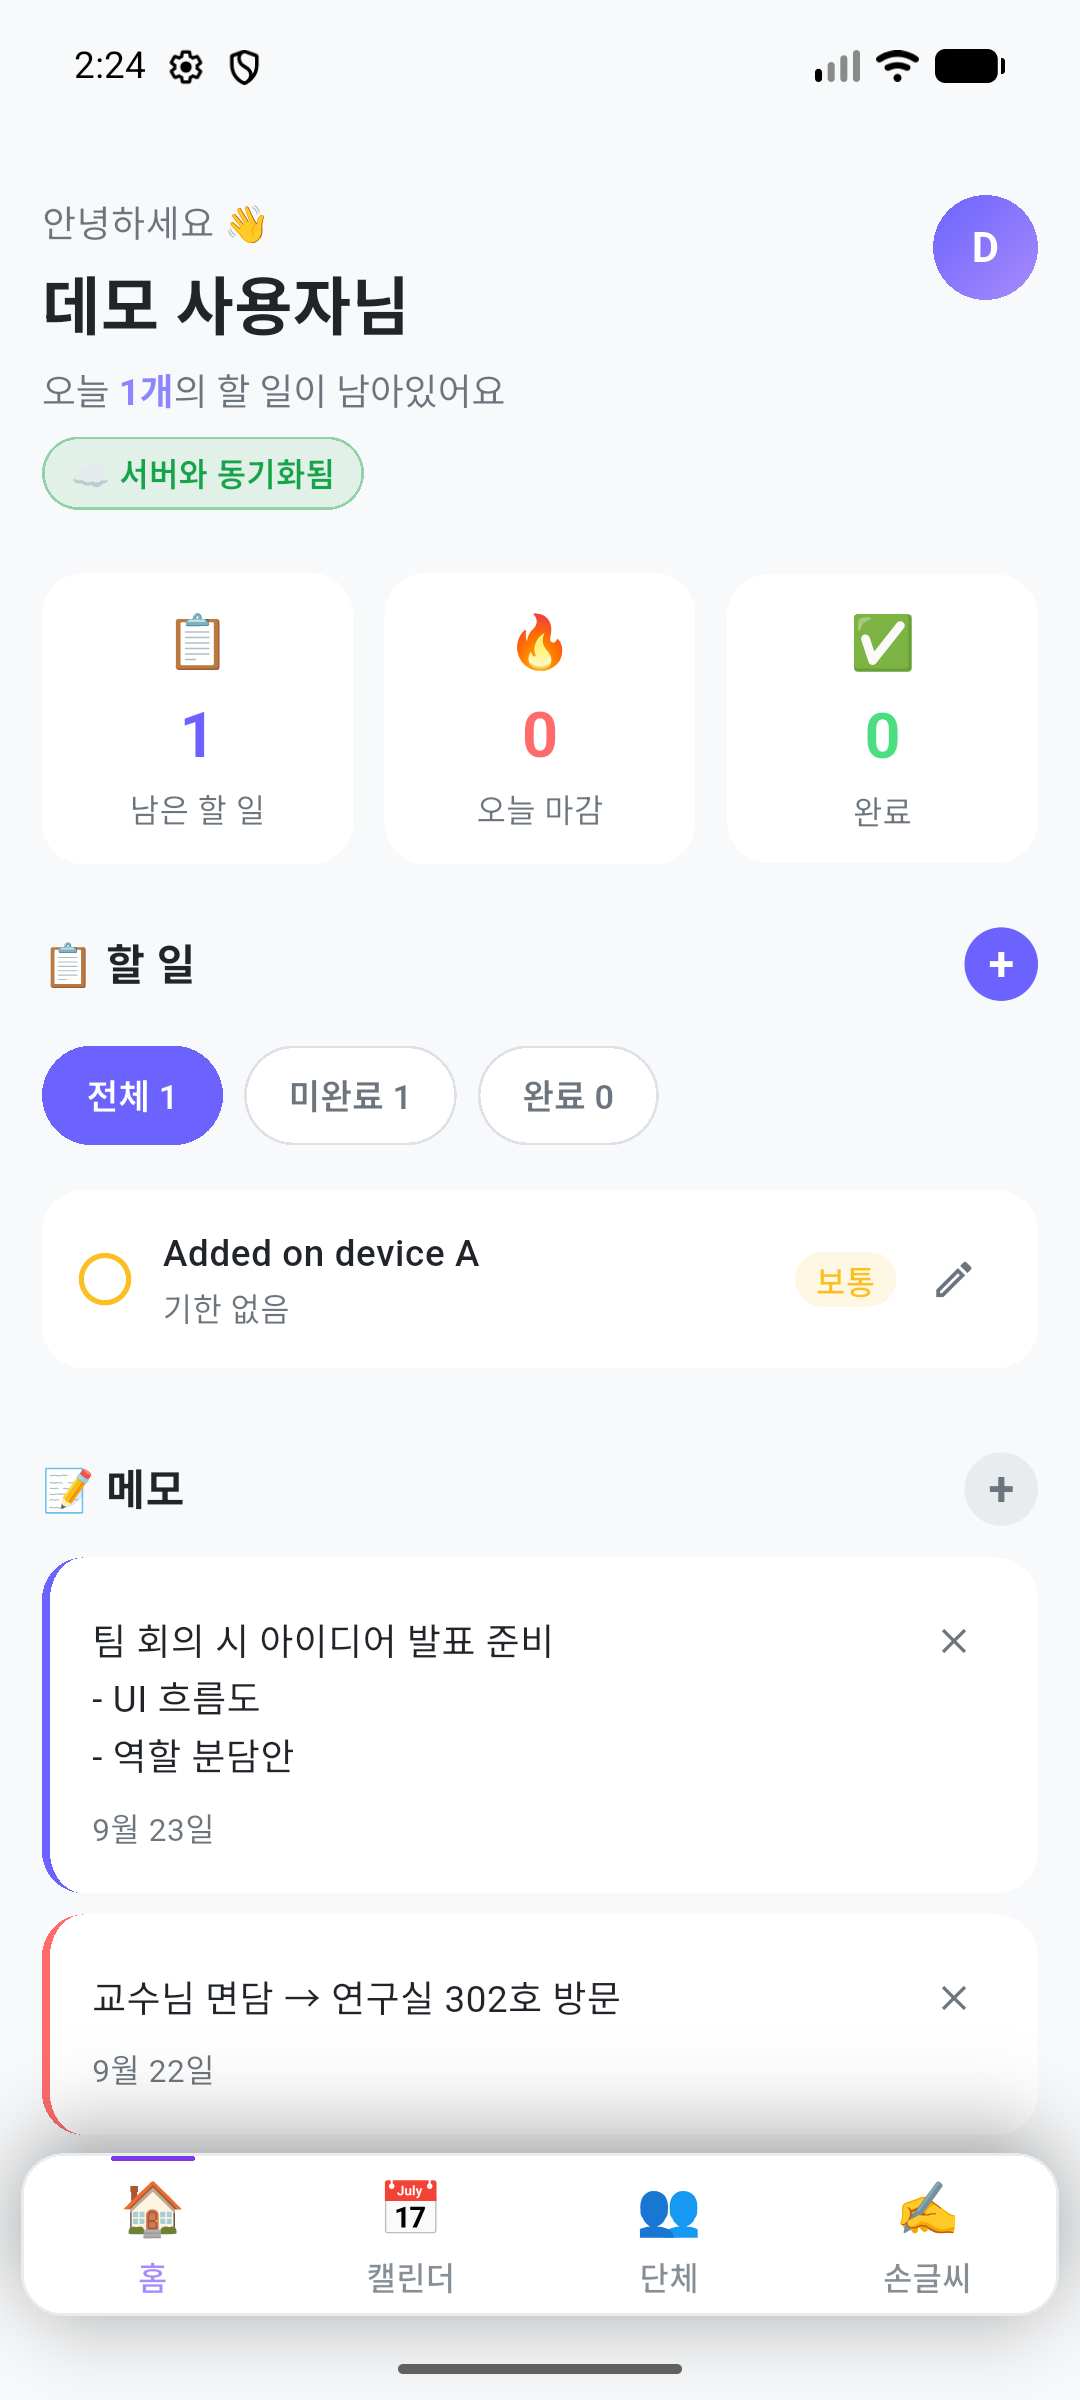 2:24
안녕하세요 👋
D
데모 사용자님
오늘 1개의 할 일이 남아있어요
☁️ 서버와 동기화됨
1
남은 할 일
0
오늘 마감
0
완료
할 일
+
전체 1
미완료 1
완료 0
Added on device A
기한 없음
보통
메모
+
팀 회의 시 아이디어 발표 준비
- UI 흐름도
- 역할 분담안
9월 23일
교수님 면담 → 연구실 302호 방문
9월 22일
July
17
홈
캘린더
단체
손글씨